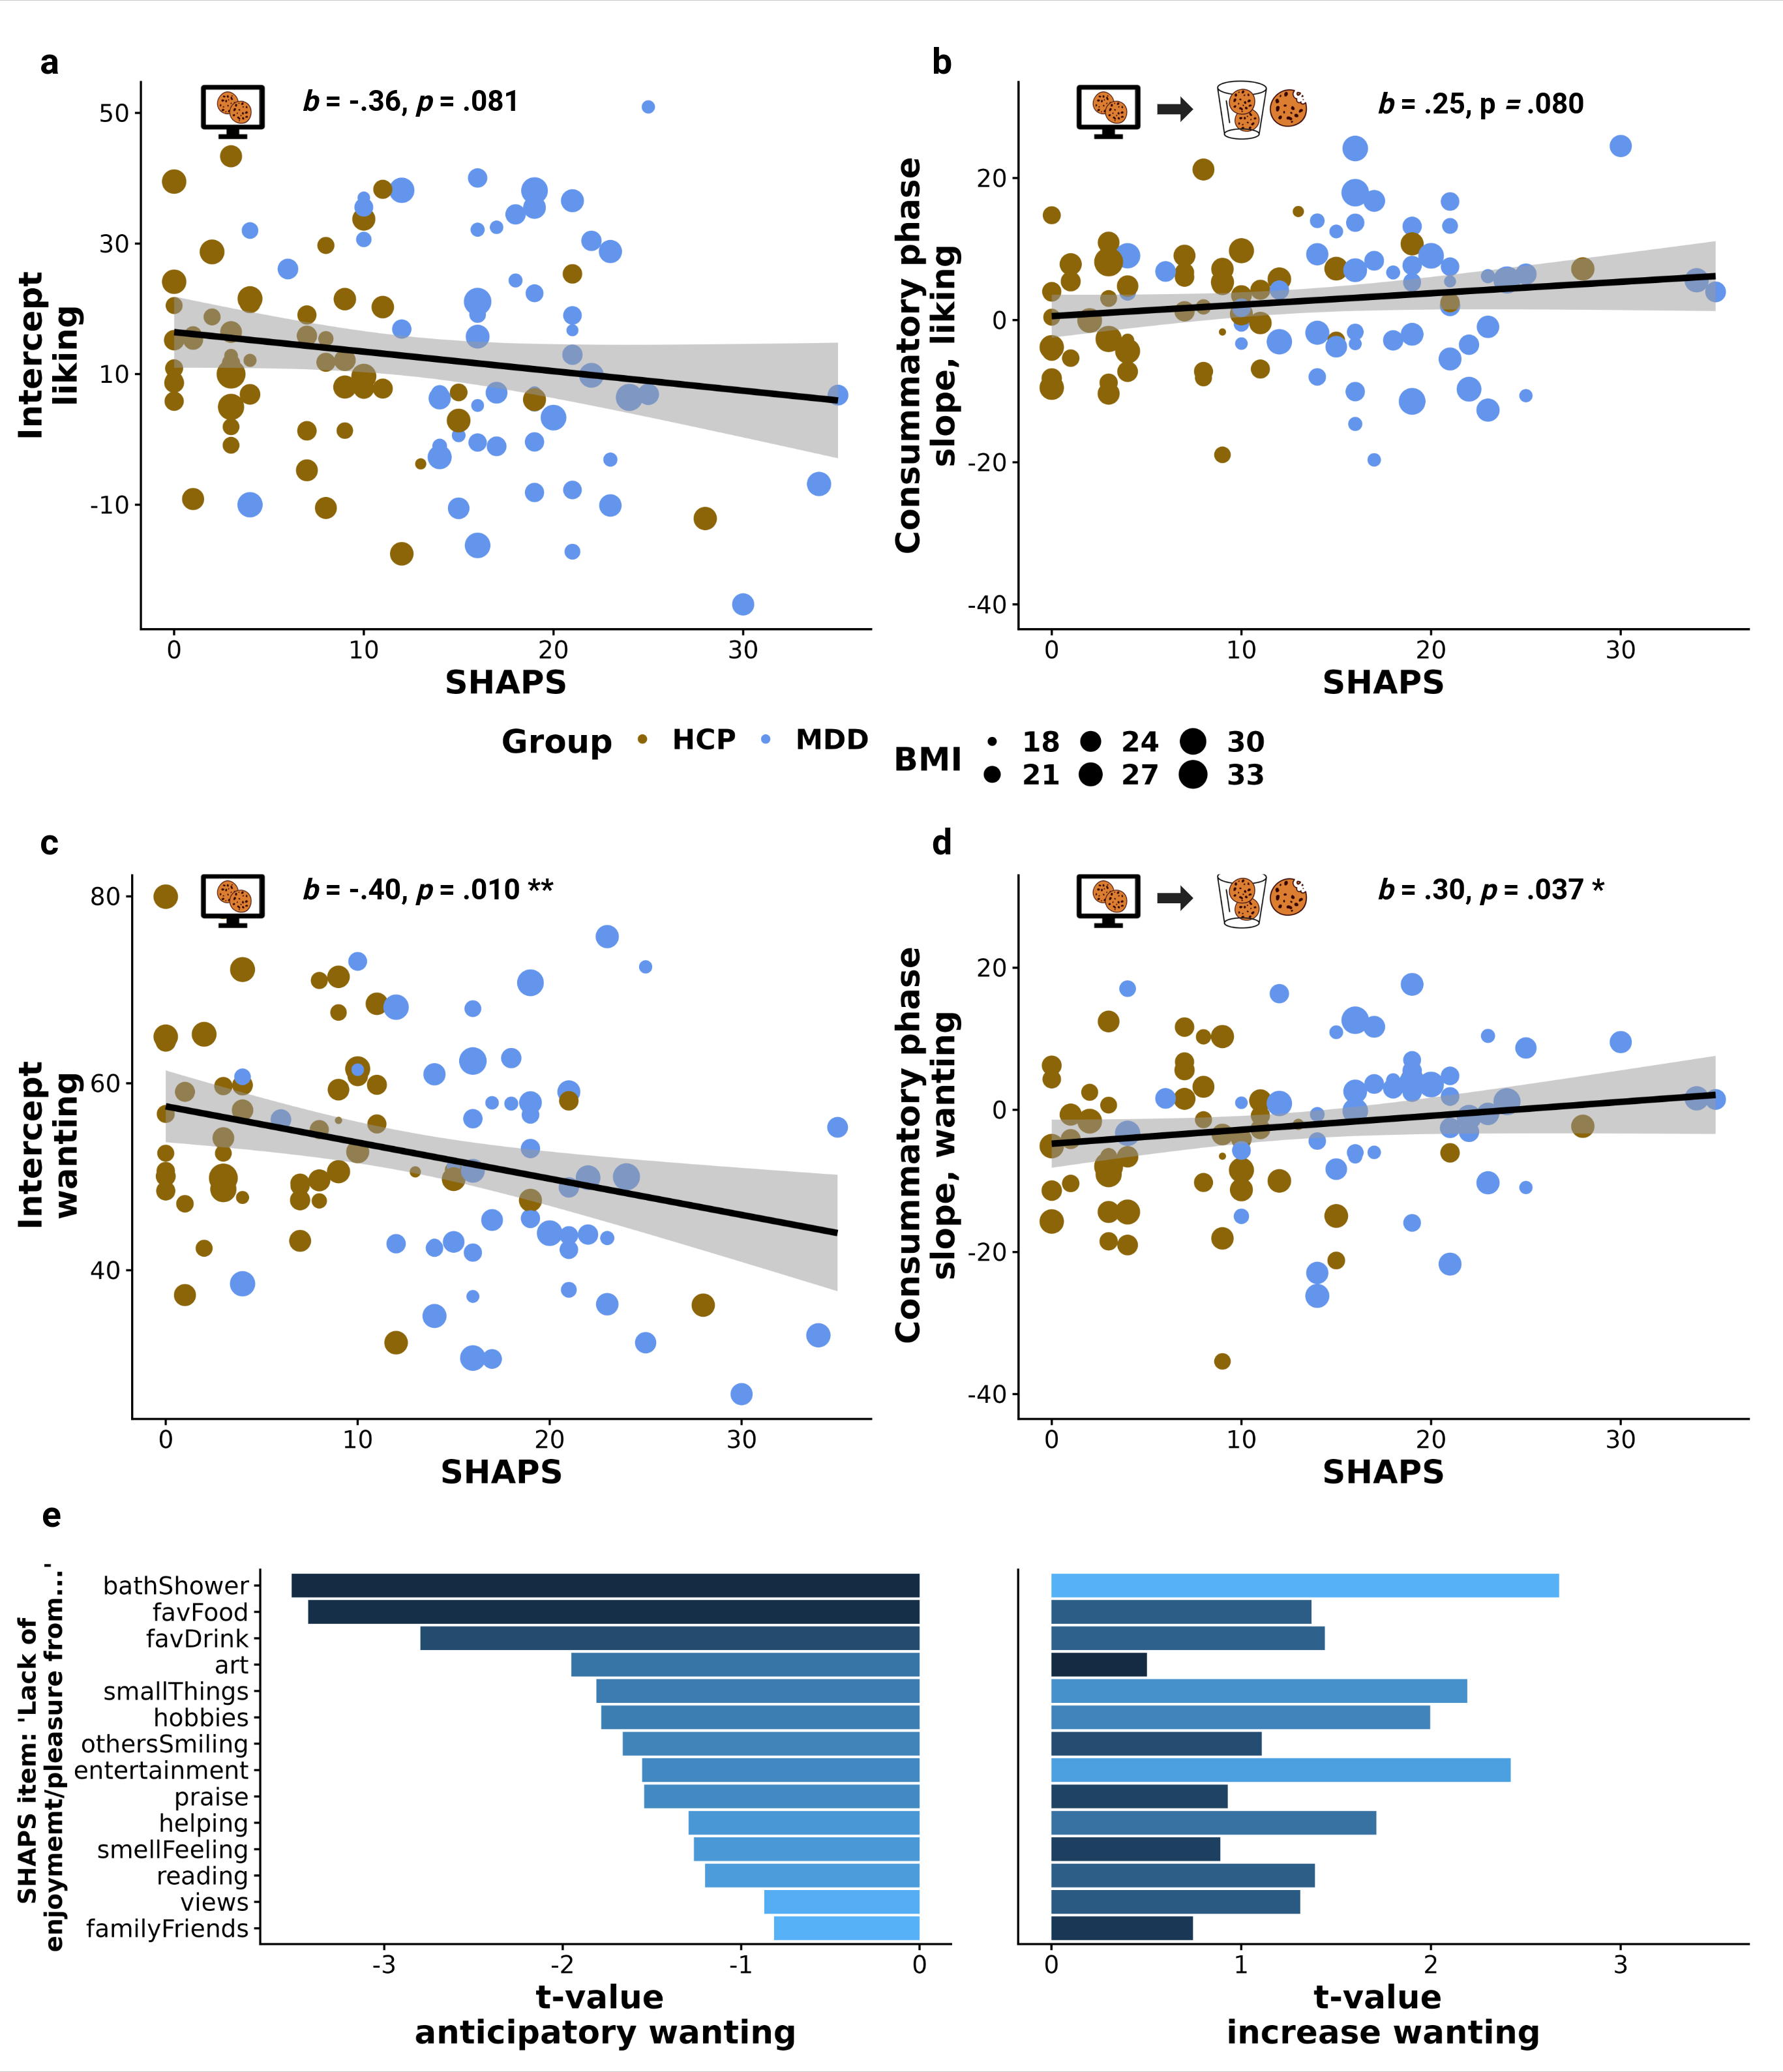 a
b = -.36, p = .081
50
30
10
-10
Intercept
liking
0
10
20
30
SHAPS
b
b = .25, p = .080
20
0
-20
-40
Consummatory phase
slope, liking
0
10
20
30
SHAPS
Group
HCP
MDD
BMI
18
24
30
21
27
33
c
b = -.40, p = .010 **
80
60
40
Intercept
wanting
0
10
20
30
SHAPS
d
b = .30, p = .037 *
20
0
-20
-40
Consummatory phase
slope, wanting
0
10
20
30
SHAPS
e
SHAPS item: 'Lack of
enjoyment/pleasure from...'
bathShower
favFood
favDrink
art
smallThings
hobbies
othersSmiling
entertainment
praise
helping
smellFeeling
reading
views
familyFriends
-3
-2
-1
0
t-value
anticipatory wanting
0
1
2
3
t-value
increase wanting